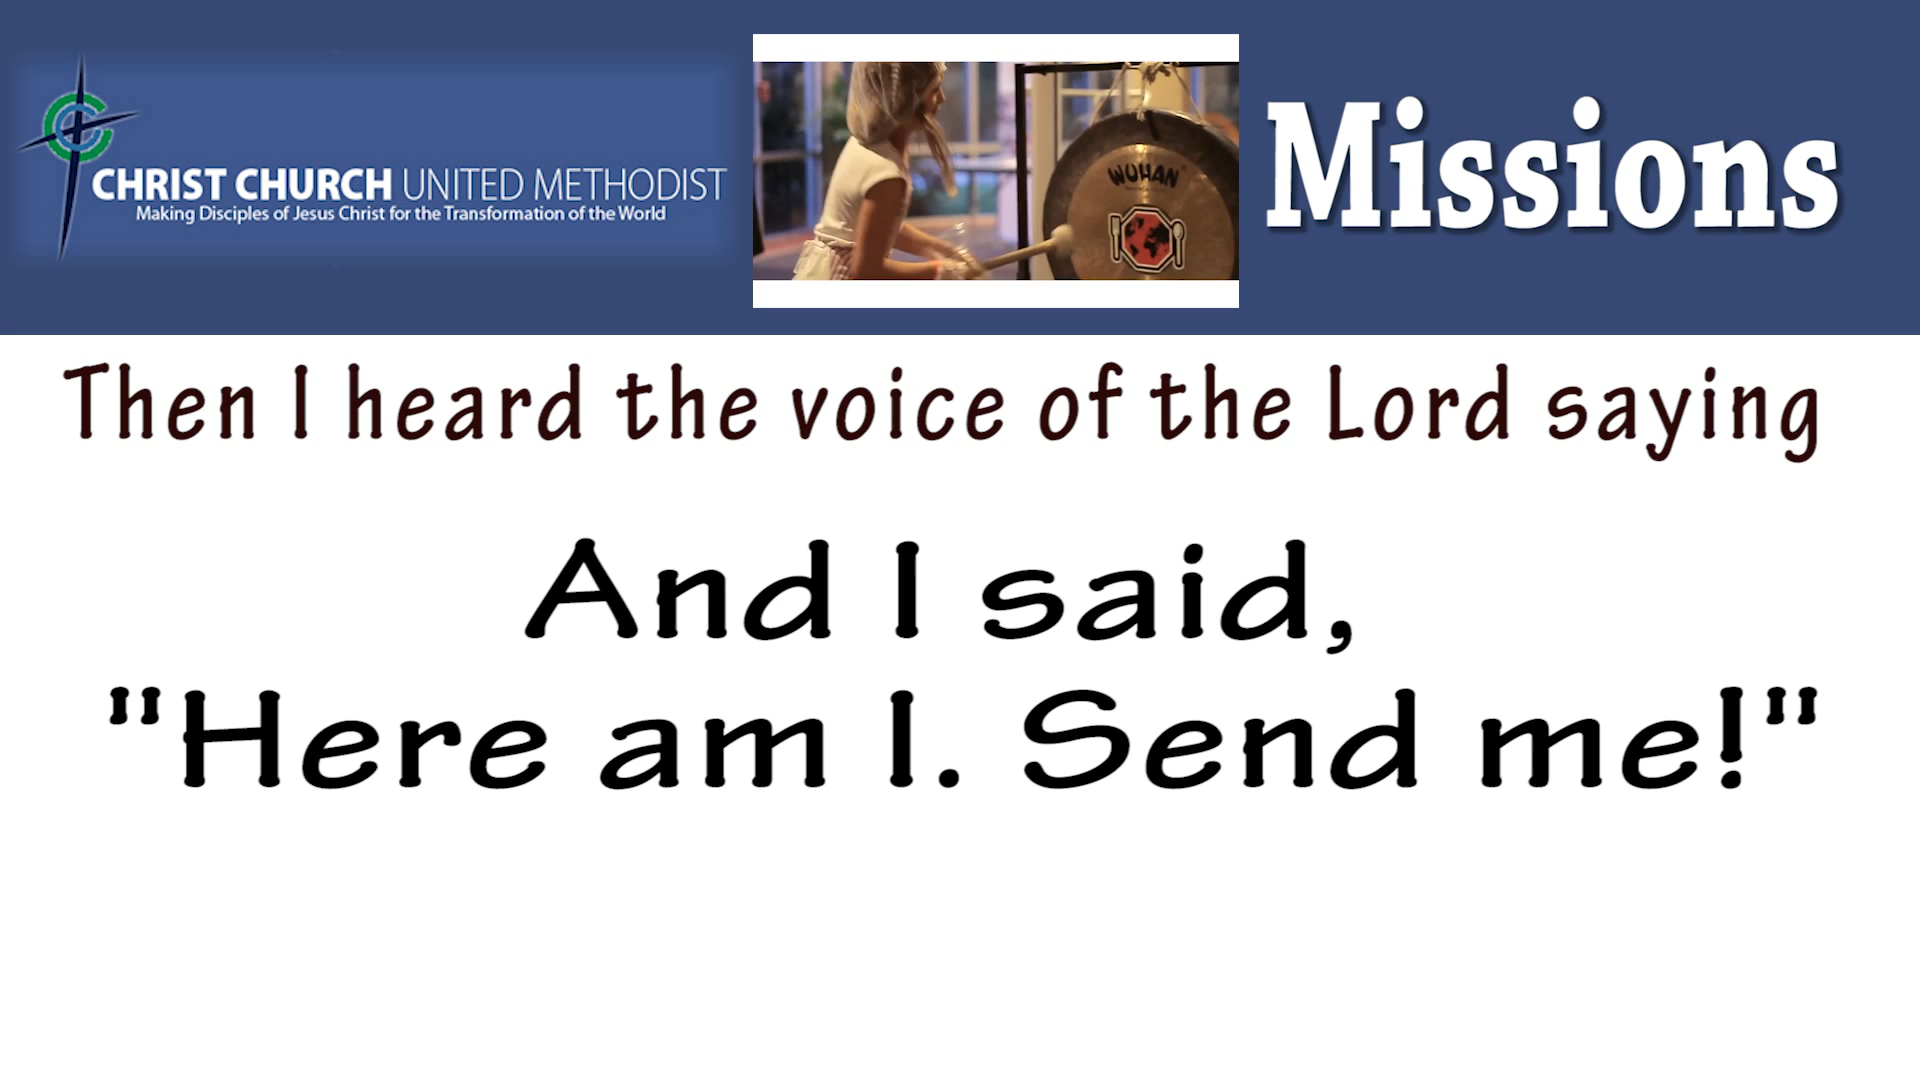 CHRIST CHURCH UNITED METHODIST
Making Disciples of Jesus Christ for the Transformation of the World
WUHAN
Missions
Then I heard the voice of the Lord saying
And I said,
"Here am I. Send me!"